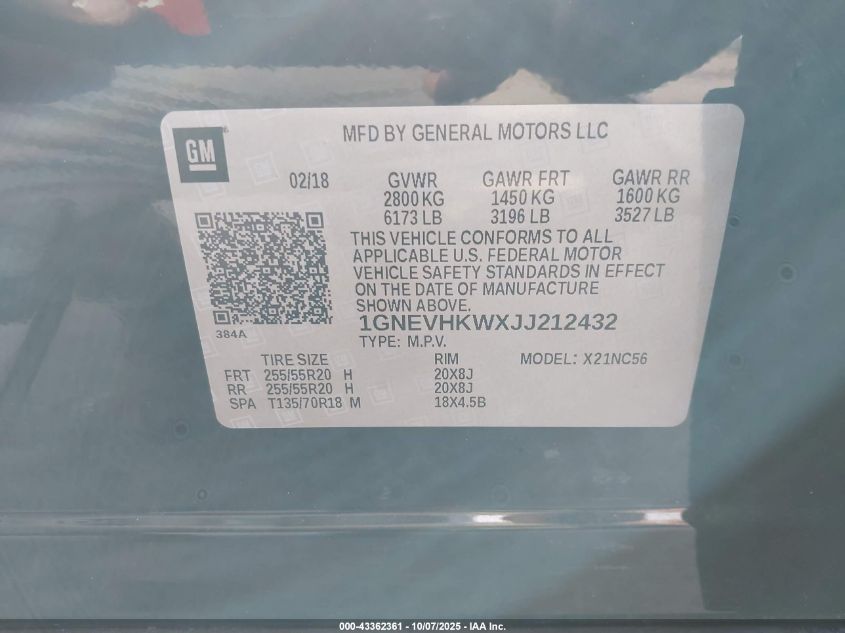 GM
MFD BY GENERAL MOTORS LLC
02/18 GVWR GAWR FRT GAWR RR
2800 KG 1450 KG 1600 KG
6173 LB 3196 LB 3527 LB
THIS VEHICLE CONFORMS TO ALL
APPLICABLE U.S. FEDERAL MOTOR
VEHICLE SAFETY STANDARDS IN EFFECT
ON THE DATE OF MANUFACTURE
SHOWN ABOVE.
384A
1GNEVHKWXJJ212432
TYPE: M.P.V.
TIRE SIZE RIM MODEL: X21NC56
FRT 255/55R20 H 20X8J
RR 255/55R20 H 20X8J
SPA T135/70R18 M 18X4.5B
000-43362361 - 10/07/2025 - IAA Inc.